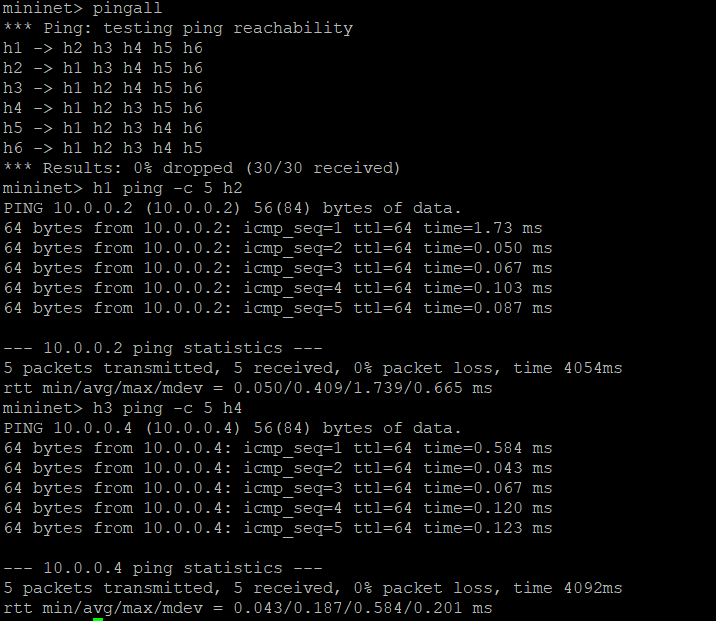 mininet> pingall
*** Ping: testing ping reachability
h1 -> h2 h3 h4 h5 h6
h2 -> h1 h3 h4 h5 h6
h3 -> h1 h2 h4 h5 h6
h4 -> h1 h2 h3 h5 h6
h5 -> h1 h2 h3 h4 h6
h6 -> h1 h2 h3 h4 h5
*** Results: 0% dropped (30/30 received)
mininet> h1 ping -c 5 h2
PING 10.0.0.2 (10.0.0.2) 56(84) bytes of data.
64 bytes from 10.0.0.2: icmp_seq=1 ttl=64 time=1.73 ms
64 bytes from 10.0.0.2: icmp_seq=2 ttl=64 time=0.050 ms
64 bytes from 10.0.0.2: icmp_seq=3 ttl=64 time=0.067 ms
64 bytes from 10.0.0.2: icmp_seq=4 ttl=64 time=0.103 ms
64 bytes from 10.0.0.2: icmp_seq=5 ttl=64 time=0.087 ms
--- 10.0.0.2 ping statistics ---
5 packets transmitted, 5 received, 0% packet loss, time 4054ms
rtt min/avg/max/mdev = 0.050/0.409/1.739/0.665 ms
mininet> h3 ping -c 5 h4
PING 10.0.0.4 (10.0.0.4) 56(84) bytes of data.
64 bytes from 10.0.0.4: icmp_seq=1 ttl=64 time=0.584 ms
64 bytes from 10.0.0.4: icmp_seq=2 ttl=64 time=0.043 ms
64 bytes from 10.0.0.4: icmp_seq=3 ttl=64 time=0.067 ms
64 bytes from 10.0.0.4: icmp_seq=4 ttl=64 time=0.120 ms
64 bytes from 10.0.0.4: icmp_seq=5 ttl=64 time=0.123 ms
--- 10.0.0.4 ping statistics ---
5 packets transmitted, 5 received, 0% packet loss, time 4092ms
rtt min/avg/max/mdev = 0.043/0.187/0.584/0.201 ms